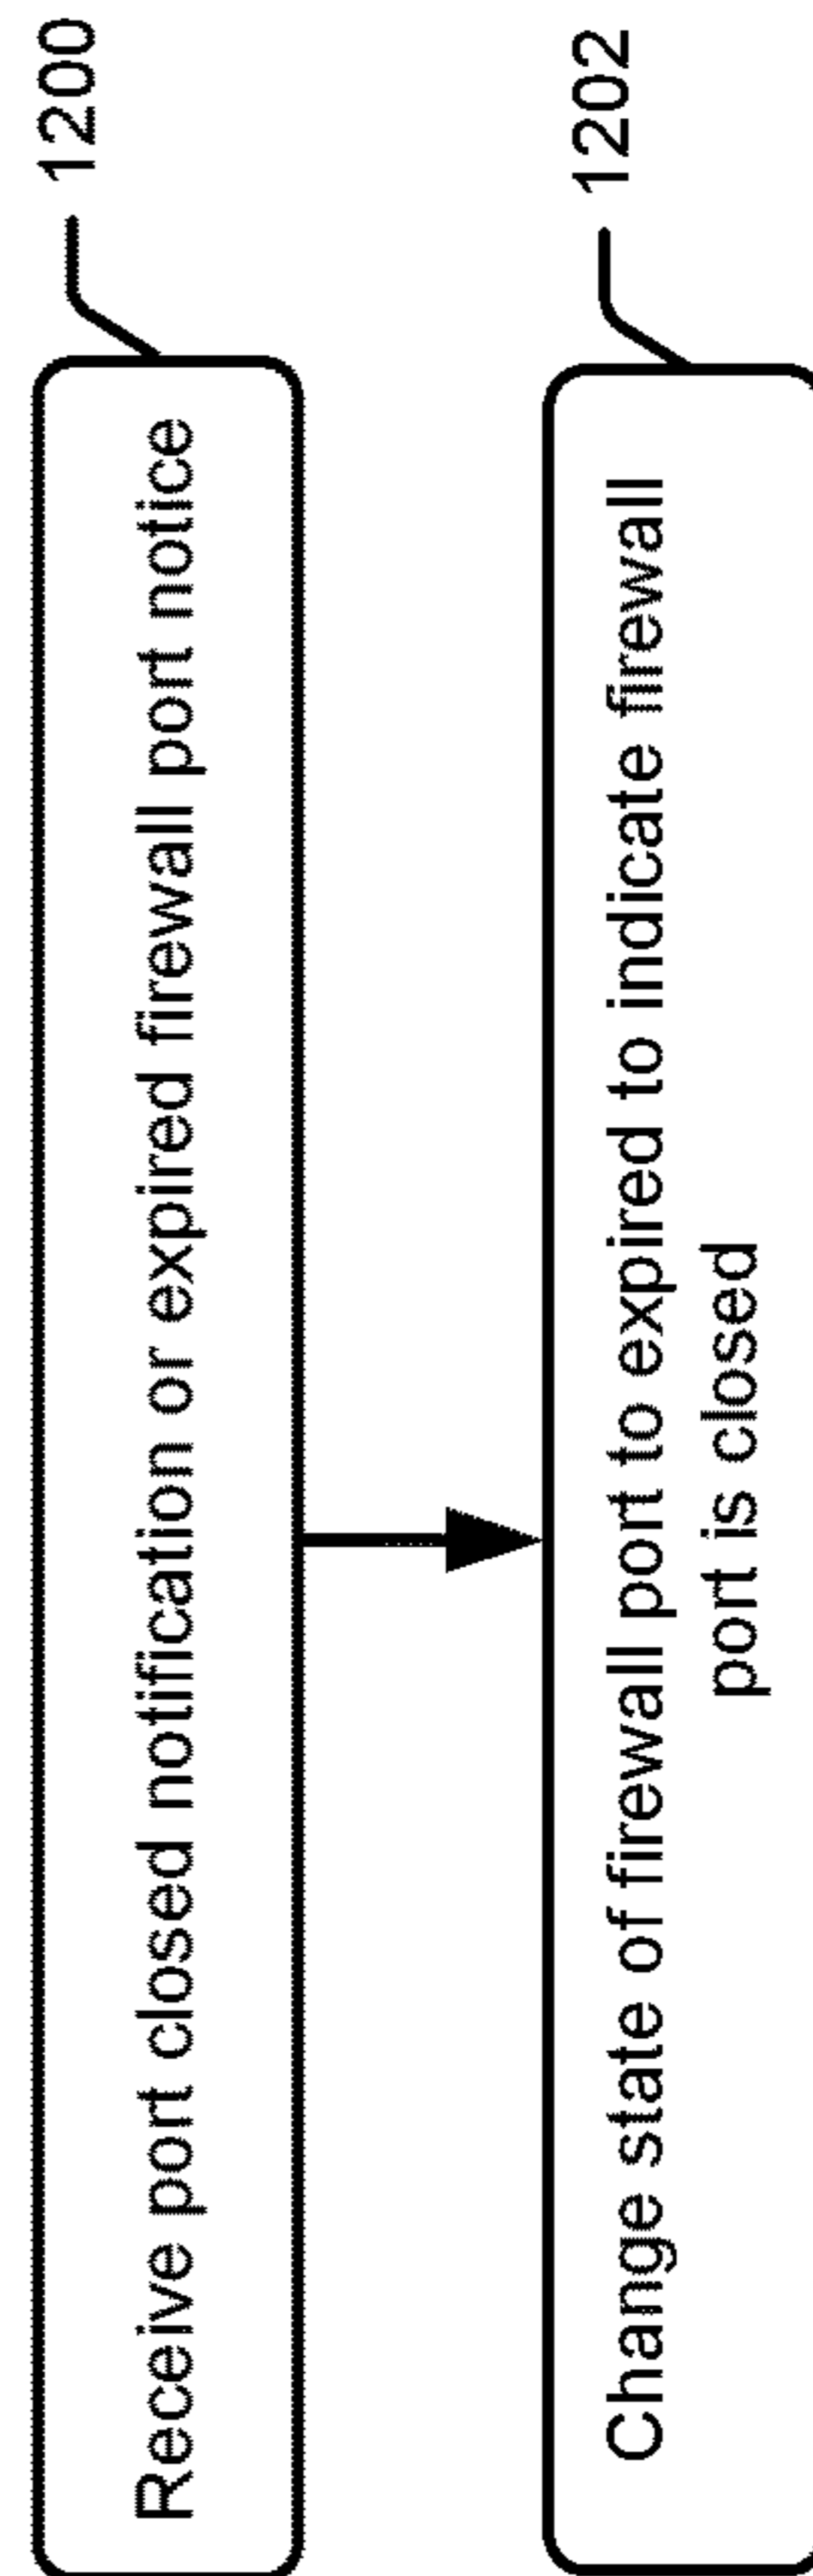 Receive port closed notification or expired firewall port notice
1200
Change state of firewall port to expired to indicate firewall
port is closed
1202